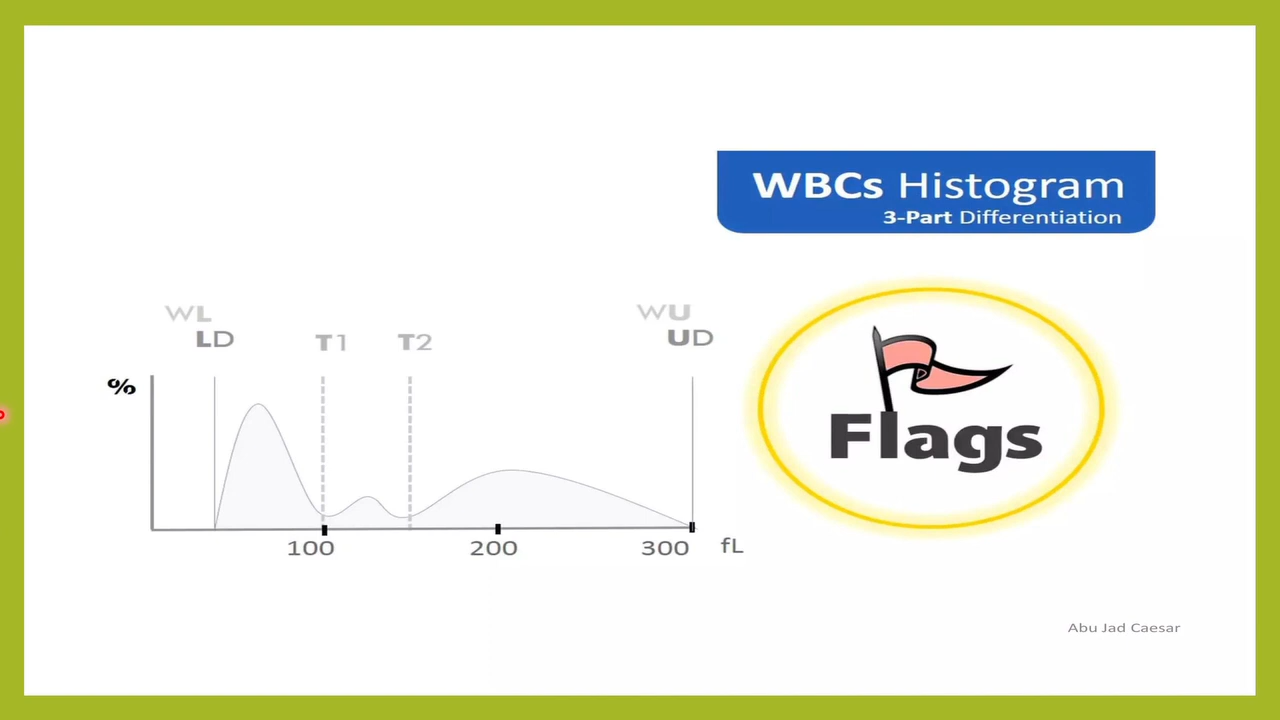 WBCs Histogram
3-Part Differentiation
WL
LD
T1
T2
WU
UD
%
100
200
300
fL
Flags
Abu Jad Caesar